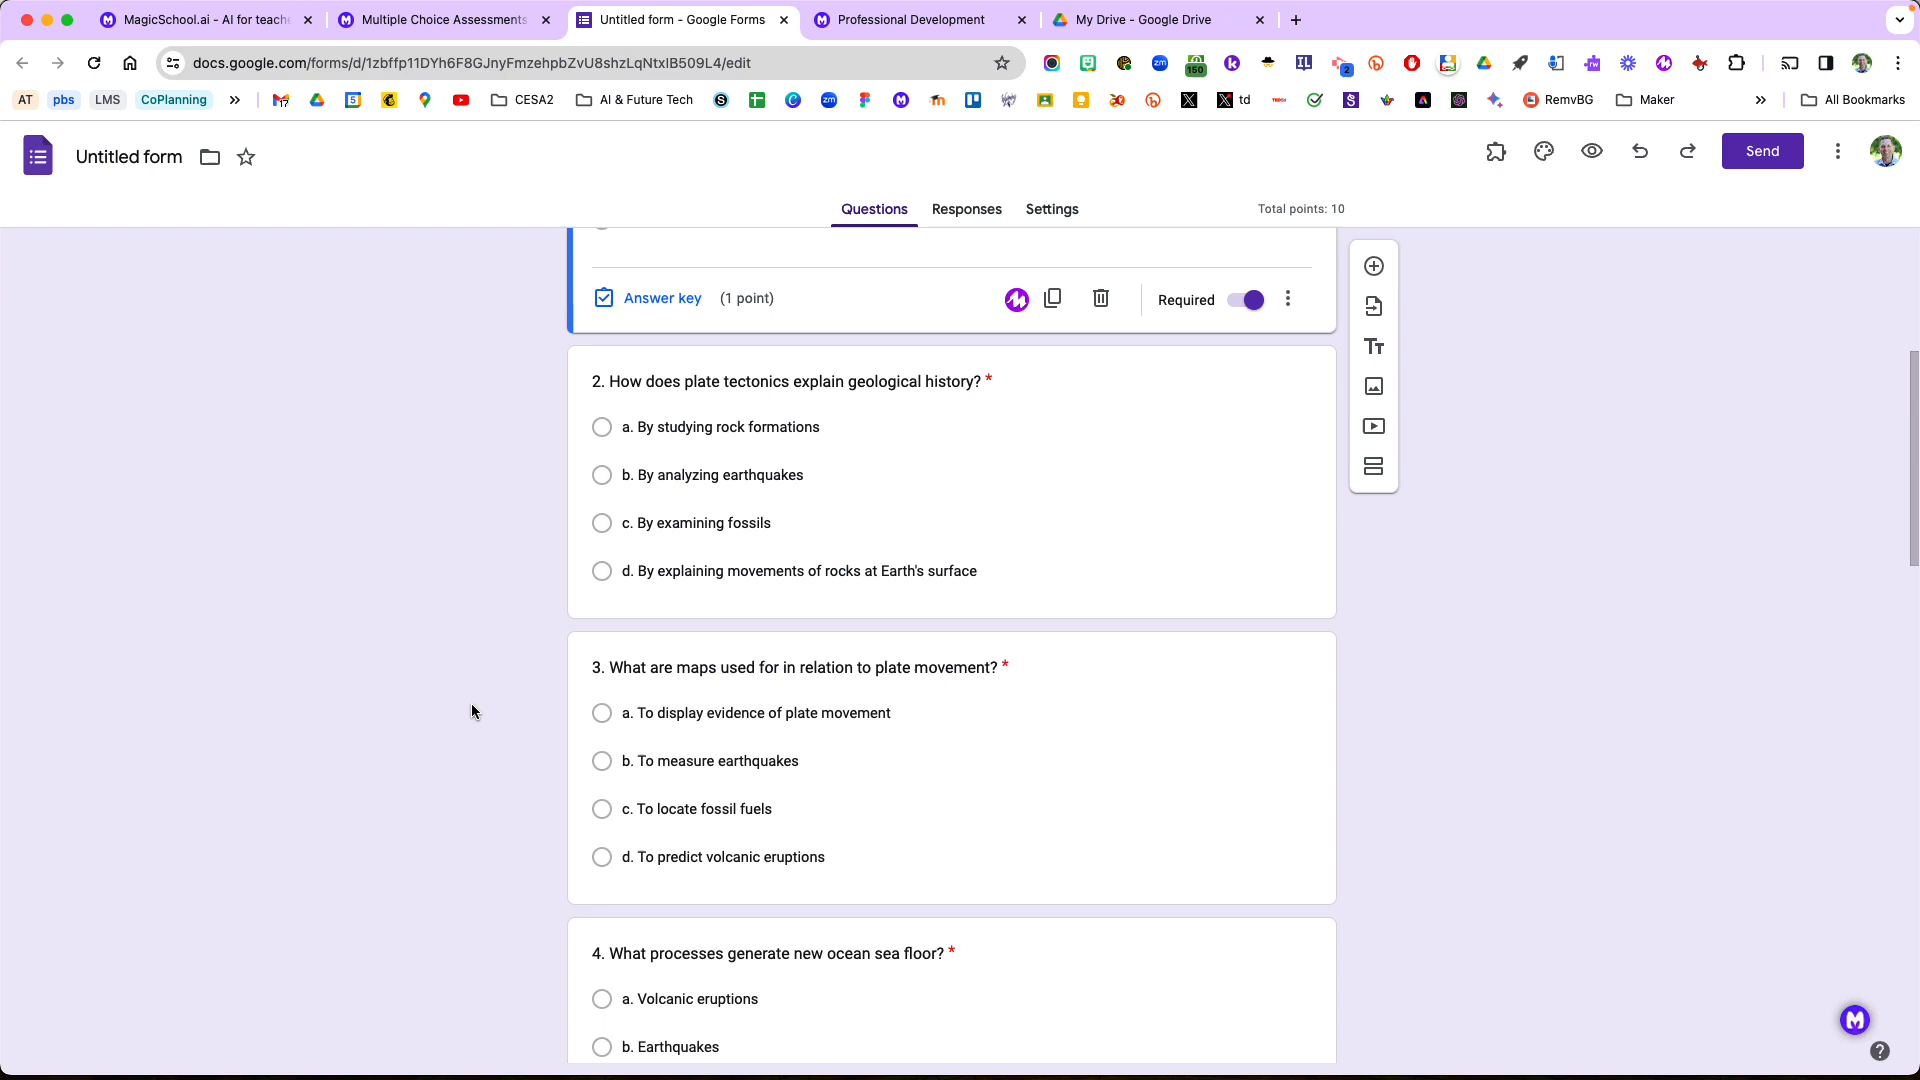 MagicSchool.ai - AI for teache
Multiple Choice Assessments
Untitled form - Google Forms
Professional Development
My Drive - Google Drive
docs.google.com/forms/d/1zbffp11DYh6F8GJnyFmzehpbZvU8shzLqNtxlB509L4/edit
AT
pbs
LMS
CoPlanning
CESA2
AI & Future Tech
td
RemvBG
Maker
All Bookmarks
Untitled form
Send
Questions
Responses
Settings
Total points: 10
Answer key
(1 point)
Required
2. How does plate tectonics explain geological history? *
a. By studying rock formations
b. By analyzing earthquakes
c. By examining fossils
d. By explaining movements of rocks at Earth's surface
3. What are maps used for in relation to plate movement? *
a. To display evidence of plate movement
b. To measure earthquakes
c. To locate fossil fuels
d. To predict volcanic eruptions
4. What processes generate new ocean sea floor? *
a. Volcanic eruptions
b. Earthquakes